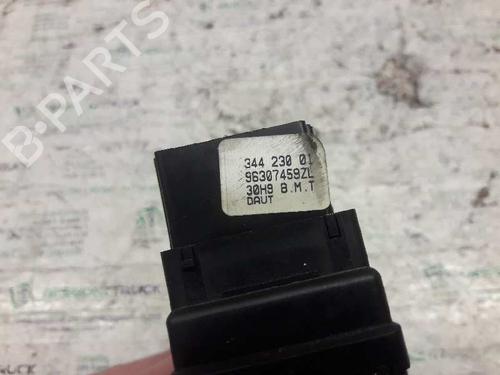 B-PARTS
344 230 01
96307459ZL
30H9 B.M.T
DAUT